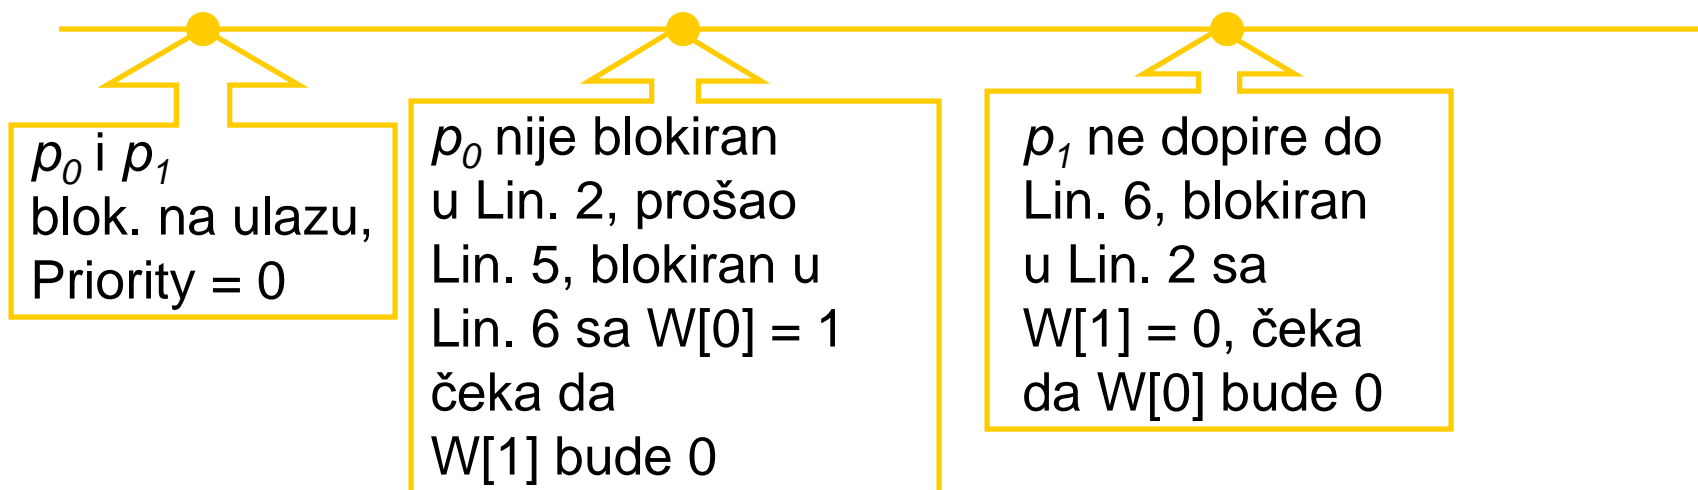 p0 i p1
blok. na ulazu,
Priority = 0
p0 nije blokiran
u Lin. 2, prošao
Lin. 5, blokiran u
Lin. 6 sa W[0] = 1
čeka da
W[1] bude 0
p1 ne dopire do
Lin. 6, blokiran
u Lin. 2 sa
W[1] = 0, čeka
da W[0] bude 0